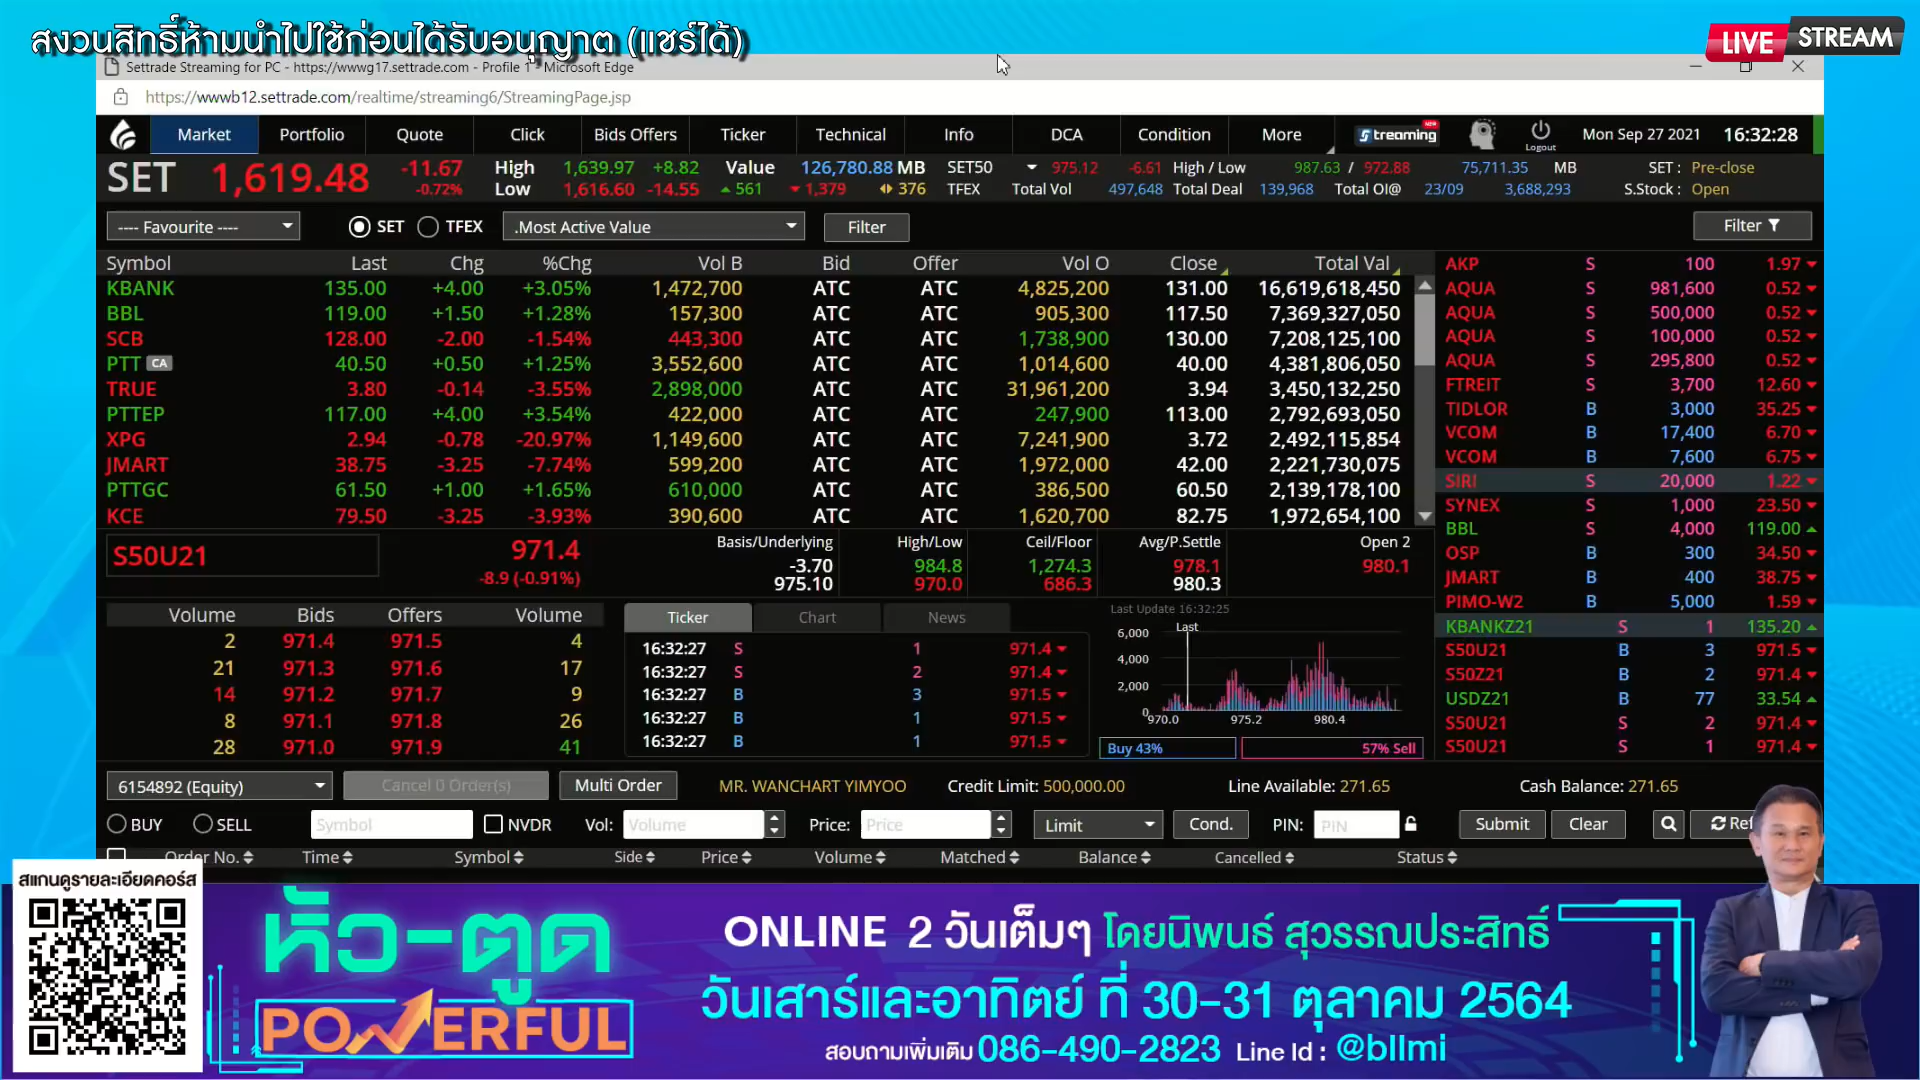 สงวนสิทธิ์ห้ามนำไปใช้ก่อนได้รับอนุญาต (แชร์ได้)
LIVE STREAM
Settrade Streaming for PC - https://wwwg17.settrade.com - Profile 1 - Microsoft Edge
https://wwwb12.settrade.com/realtime/streaming6/StreamingPage.jsp
Market Portfolio Quote Click Bids Offers Ticker Technical Info DCA Condition More Streaming NEW Logout Mon Sep 27 2021 16:32:28
SET 1,619.48 -11.67 -0.72%
High 1,639.97 +8.82 Value 126,780.88 MB SET50 975.12 -6.61 High / Low 987.63 / 972.88 75,711.35 MB SET : Pre-close
Low 1,616.60 -14.55 561 1,379 376 TFEX Total Vol 497,648 Total Deal 139,968 Total OI@ 23/09 3,688,293 S.Stock : Open
---- Favourite ---- SET TFEX .Most Active Value Filter Filter
Symbol Last Chg %Chg Vol B Bid Offer Vol O Close Total Val
KBANK 135.00 +4.00 +3.05% 1,472,700 ATC ATC 4,825,200 131.00 16,619,618,450
BBL 119.00 +1.50 +1.28% 157,300 ATC ATC 905,300 117.50 7,369,327,050
SCB 128.00 -2.00 -1.54% 443,300 ATC ATC 1,738,900 130.00 7,208,125,100
PTT CA 40.50 +0.50 +1.25% 3,552,600 ATC ATC 1,014,600 40.00 4,381,806,050
TRUE 3.80 -0.14 -3.55% 2,898,000 ATC ATC 31,961,200 3.94 3,450,132,250
PTTEP 117.00 +4.00 +3.54% 422,000 ATC ATC 247,900 113.00 2,792,693,050
XPG 2.94 -0.78 -20.97% 1,149,600 ATC ATC 7,241,900 3.72 2,492,115,854
JMART 38.75 -3.25 -7.74% 599,200 ATC ATC 1,972,000 42.00 2,221,730,075
PTTGC 61.50 +1.00 +1.65% 610,000 ATC ATC 386,500 60.50 2,139,178,100
KCE 79.50 -3.25 -3.93% 390,600 ATC ATC 1,620,700 82.75 1,972,654,100
AKP S 100 1.97
AQUA S 981,600 0.52
AQUA S 500,000 0.52
AQUA S 100,000 0.52
AQUA S 295,800 0.52
FTREIT S 3,700 12.60
TIDLOR B 3,000 35.25
VCOM B 17,400 6.70
VCOM B 7,600 6.75
SIRI S 20,000 1.22
SYNEX S 1,000 23.50
BBL S 4,000 119.00
OSP B 300 34.50
JMART B 400 38.75
PIMO-W2 B 5,000 1.59
KBANKZ21 S 1 135.20
S50U21 B 3 971.5
S50Z21 B 2 971.4
USDZ21 B 77 33.54
S50U21 S 2 971.4
S50U21 S 1 971.4
S50U21 971.4 -8.9 (-0.91%)
Basis/Underlying High/Low Ceil/Floor Avg/P.Settle Open 2
-3.70 984.8 1,274.3 978.1 980.1
975.10 970.0 686.3 980.3
Volume Bids Offers Volume
2 971.4 971.5 4
21 971.3 971.6 17
14 971.2 971.7 9
8 971.1 971.8 26
28 971.0 971.9 41
Ticker Chart News
16:32:27 S 1 971.4
16:32:27 S 2 971.4
16:32:27 B 3 971.5
16:32:27 B 1 971.5
16:32:27 B 1 971.5
Last Update 16:32:25
Last
6,000
4,000
2,000
0
970.0 975.2 980.4
Buy 43% 57% Sell
6154892 (Equity) Cancel 0 Order(s) Multi Order MR. WANCHART YIMYOO Credit Limit: 500,000.00 Line Available: 271.65 Cash Balance: 271.65
BUY SELL Symbol NVDR Vol: Volume Price: Price Limit Cond. PIN: PIN Submit Clear
Order No. Time Symbol Side Price Volume Matched Balance Cancelled Status
สแกนดูรายละเอียดคอร์ส
หัว-ตูด
POWERFUL
ONLINE 2 วันเต็มๆ โดยนิพนธ์ สุวรรณประสิทธิ์
วันเสาร์และอาทิตย์ ที่ 30-31 ตุลาคม 2564
สอบถามเพิ่มเติม 086-490-2823 Line Id : @bllmi